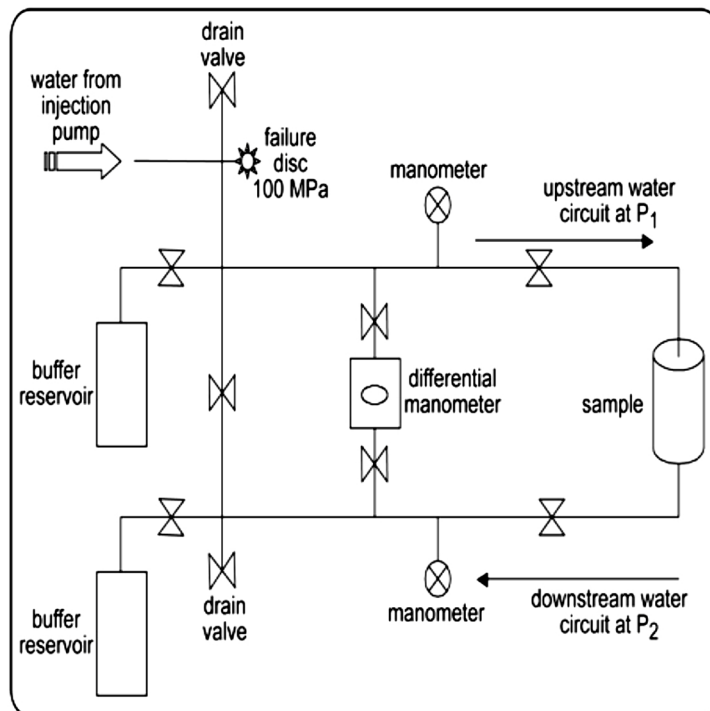 drain
valve
water from
injection
pump
failure
disc
100 MPa
manometer
upstream water
circuit at P₁
buffer
reservoir
differential
manometer
sample
buffer
reservoir
drain
valve
manometer
downstream water
circuit at P₂